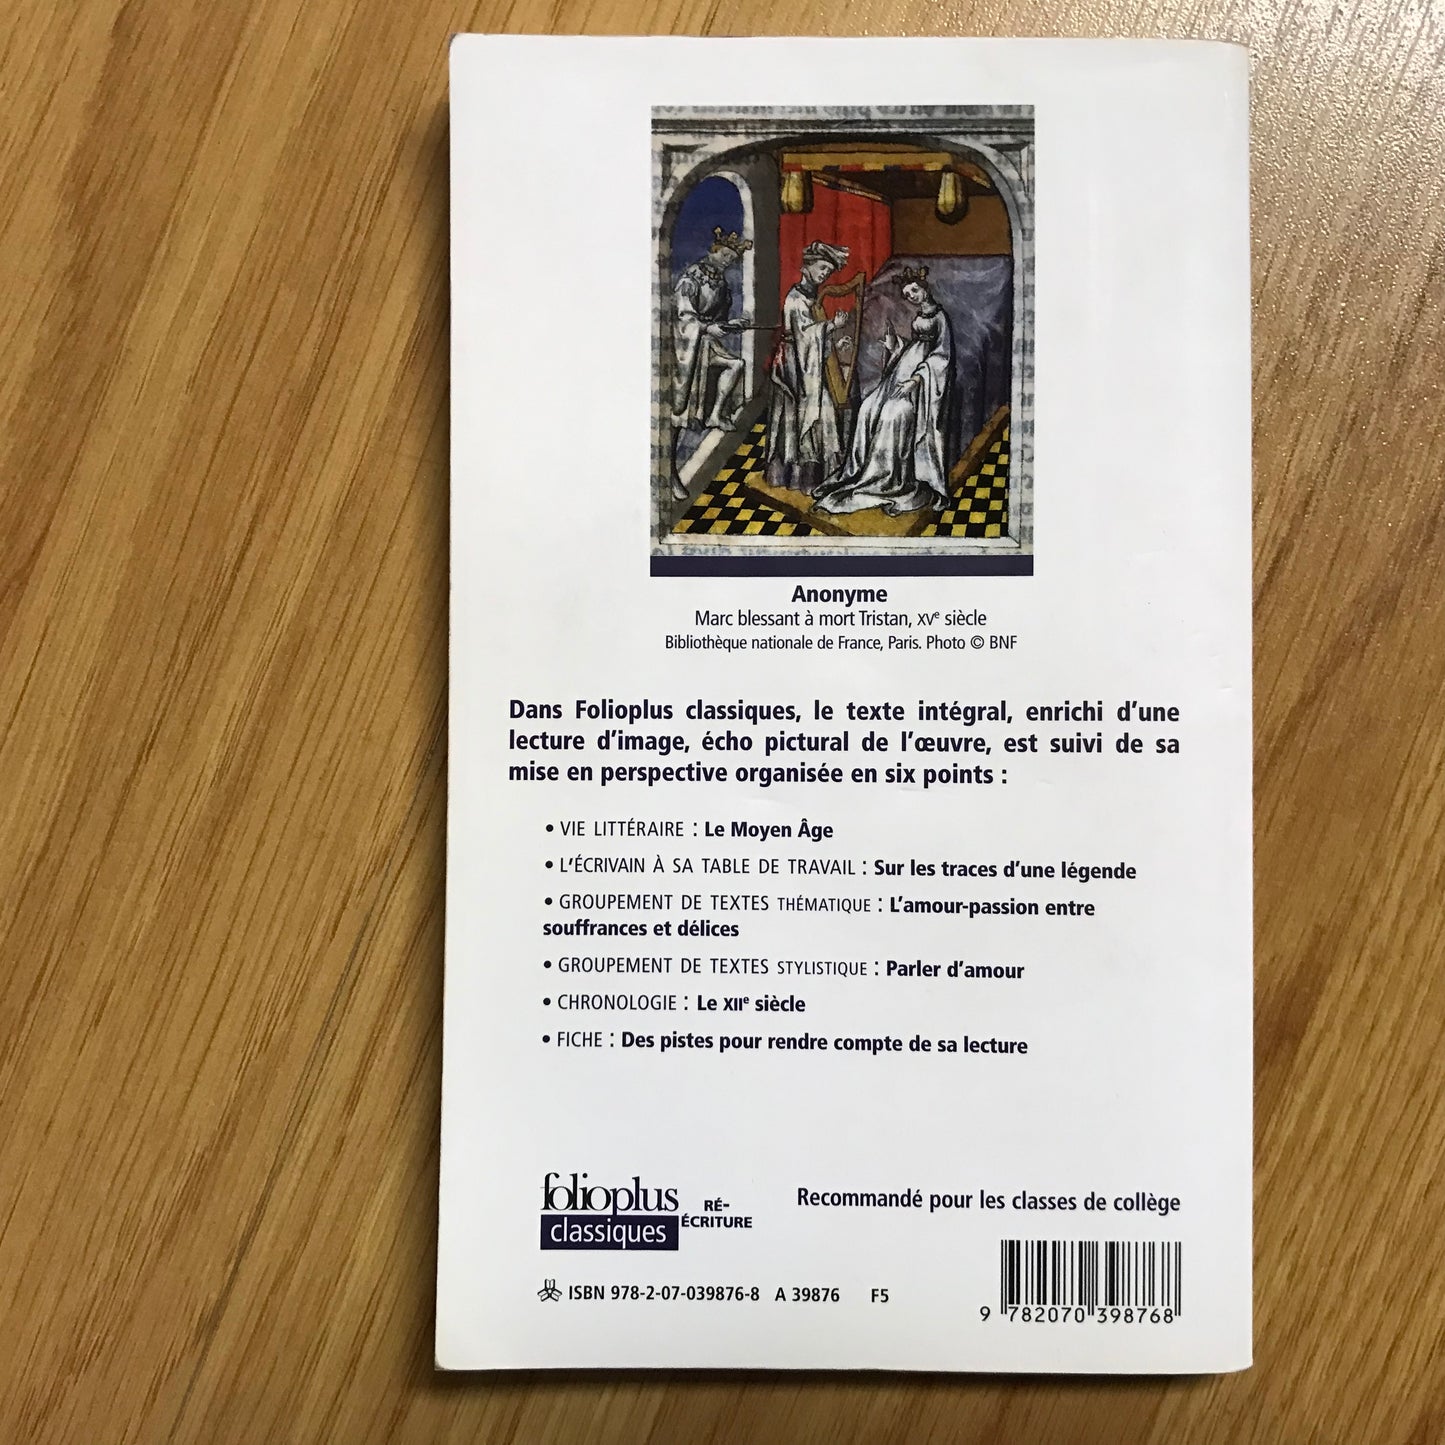 Anonyme
Marc blessant à mort Tristan, XVe siècle
Bibliothèque nationale de France, Paris. Photo © BNF
Dans Folioplus classiques, le texte intégral, enrichi d’une
lecture d’image, écho pictural de l’œuvre, est suivi de sa
mise en perspective organisée en six points :
• VIE LITTÉRAIRE : Le Moyen Âge
• L’ÉCRIVAIN À SA TABLE DE TRAVAIL : Sur les traces d’une légende
• GROUPEMENT DE TEXTES THÉMATIQUE : L’amour-passion entre
souffrances et délices
• GROUPEMENT DE TEXTES STYLISTIQUE : Parler d’amour
• CHRONOLOGIE : Le XIIe siècle
• FICHE : Des pistes pour rendre compte de sa lecture
folioplus
classiques
RÉ-
ÉCRITURE
Recommandé pour les classes de collège
ISBN 978-2-07-039876-8 A 39876 F5
9 782070 398768